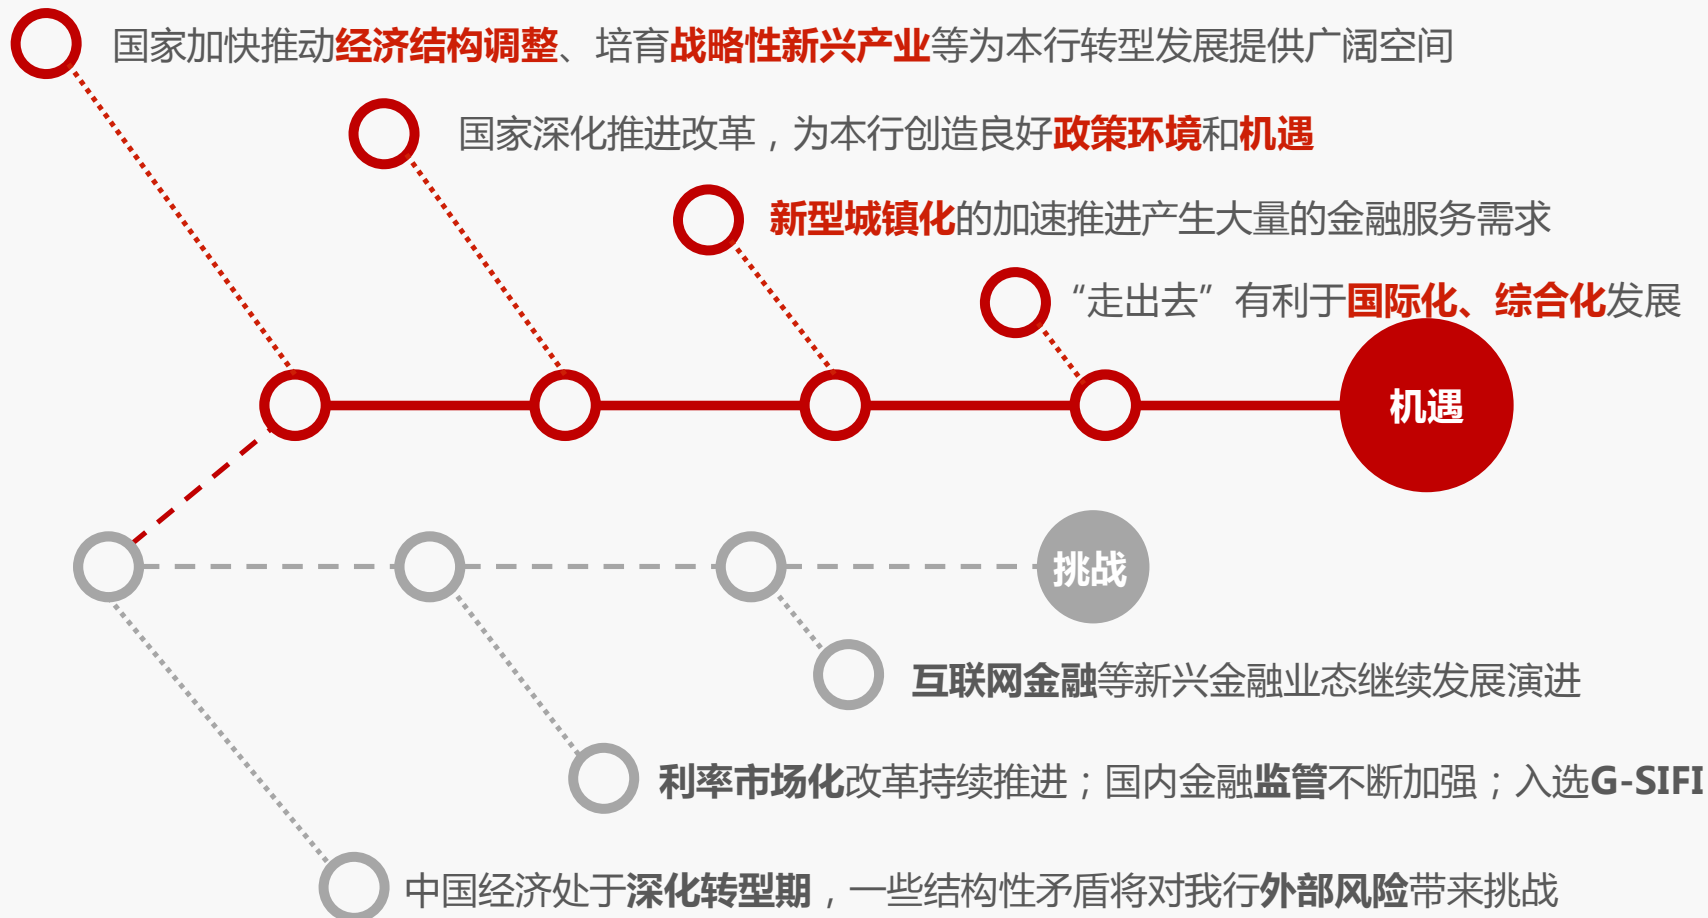 国家加快推动经济结构调整、培育战略性新兴产业等为本行转型发展提供广阔空间
国家深化推进改革，为本行创造良好政策环境和机遇
新型城镇化的加速推进产生大量的金融服务需求
“走出去”有利于国际化、综合化发展
机遇
挑战
互联网金融等新兴金融业态继续发展演进
利率市场化改革持续推进；国内金融监管不断加强；入选G-SIFI
中国经济处于深化转型期，一些结构性矛盾将对我行外部风险带来挑战